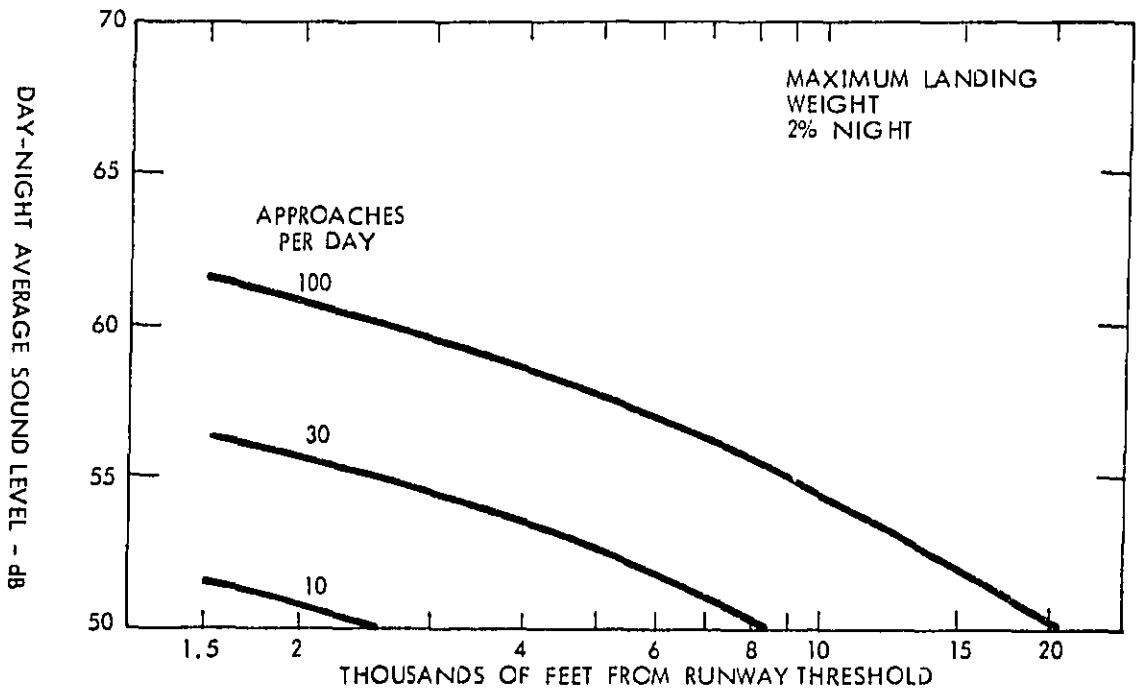 DAY-NIGHT AVERAGE SOUND LEVEL - dB
70
65
60
55
50
MAXIMUM LANDING
WEIGHT
2% NIGHT
APPROACHES
PER DAY
100
30
10
1.5 2 4 6 8 10 15 20
THOUSANDS OF FEET FROM RUNWAY THRESHOLD